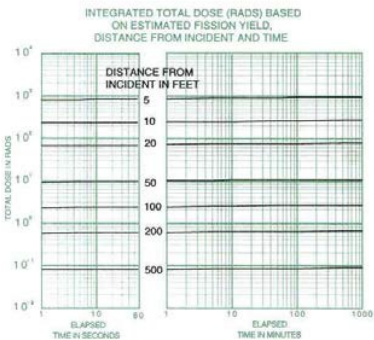 INTEGRATED TOTAL DOSE (RADS) BASED
ON ESTIMATED FISSION YIELD,
DISTANCE FROM INCIDENT AND TIME
DISTANCE FROM
INCIDENT IN FEET
5
10
20
50
100
200
500
TOTAL DOSE IN RADS
1 10 60
1 10 100 1000
ELAPSED
TIME IN SECONDS
ELAPSED
TIME IN MINUTES